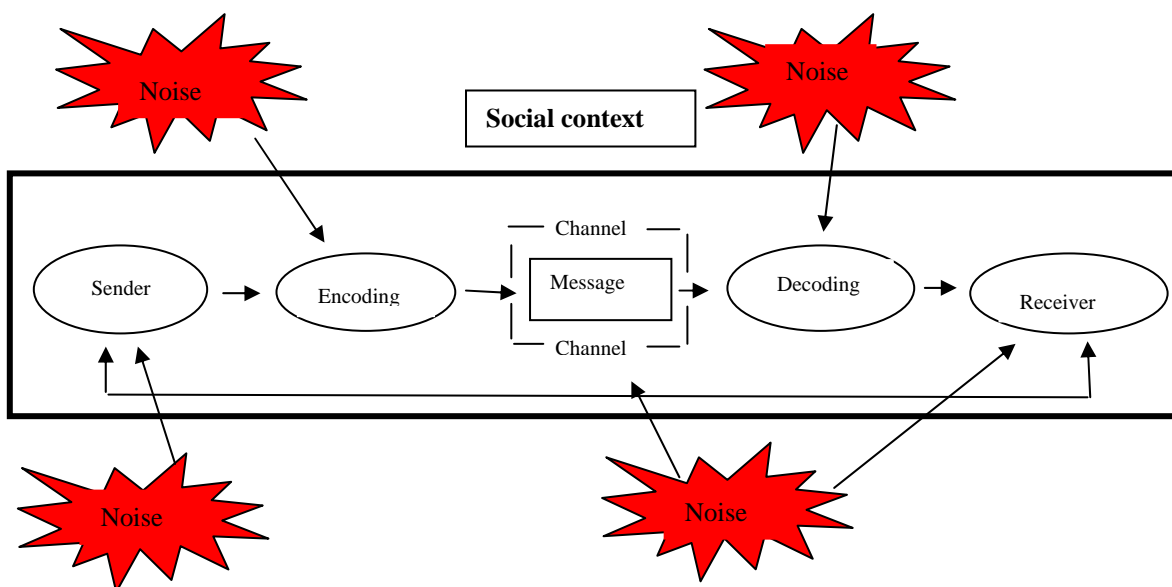 Noise
Noise
Social context
Channel
Sender
Encoding
Message
Decoding
Receiver
Channel
Noise
Noise